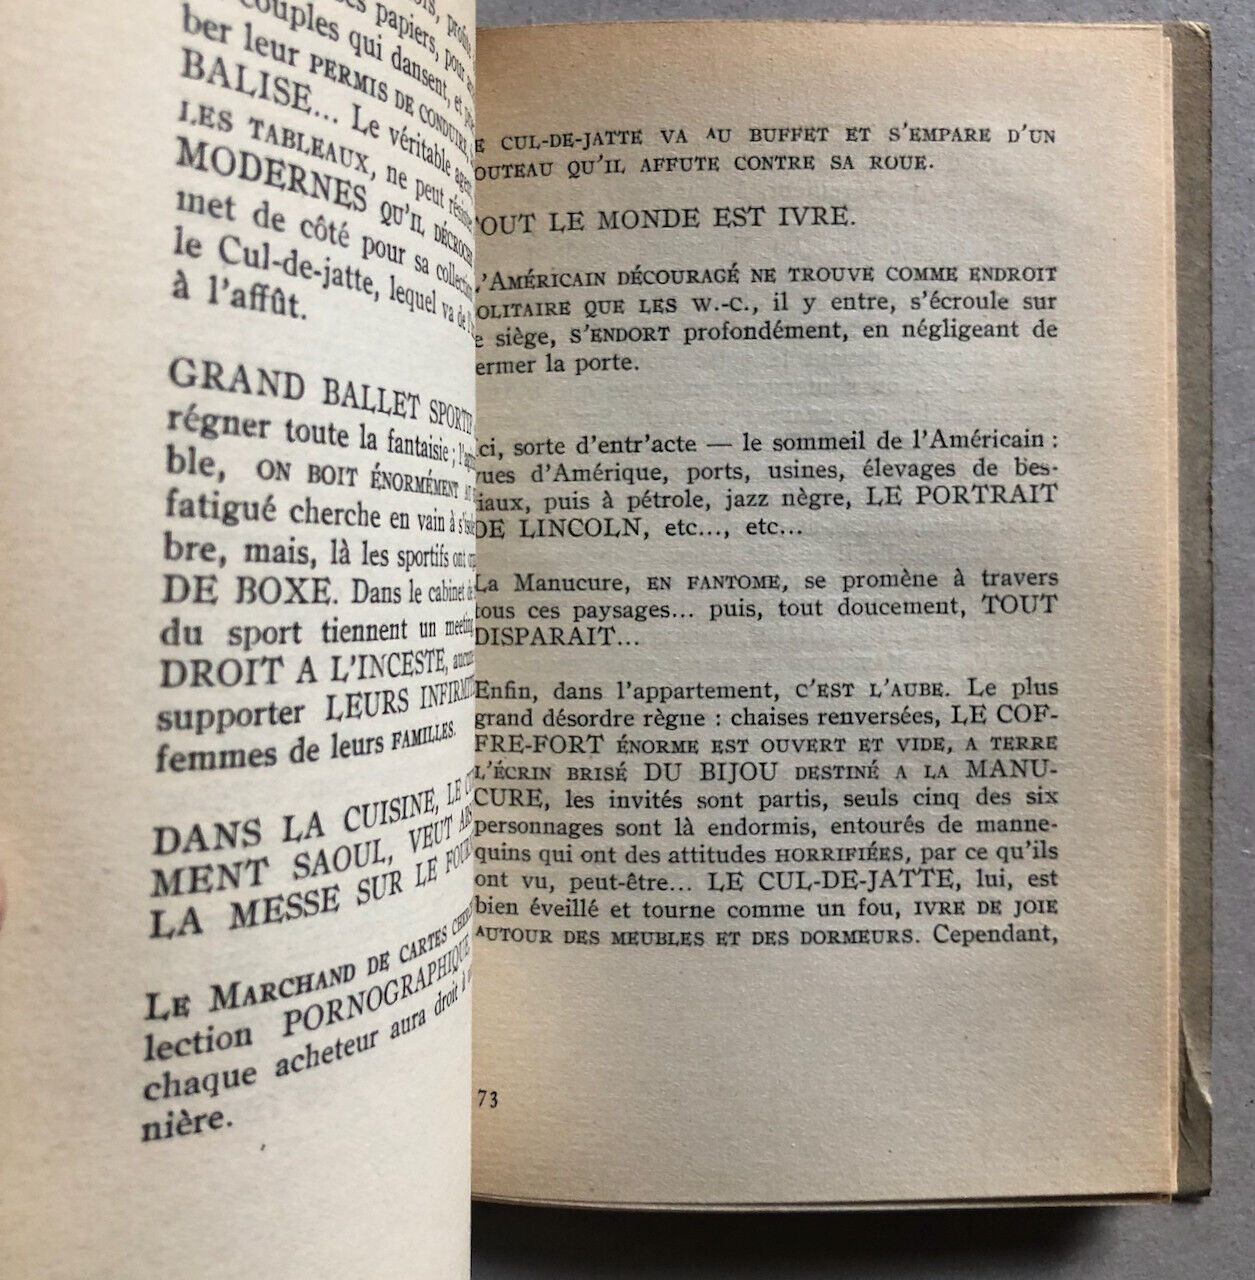 couples qui dansent, et
ber leur PERMIS DE CONDUIRE,
BALISE... Le véritable agent
LES TABLEAUX, ne peut résister
MODERNES QU'IL DÉCROCHE
met de côté pour sa collection
le Cul-de-jatte, lequel va de l'
à l'affût.
GRAND BALLET SPORTIF
régner toute la fantaisie ;
ble, ON BOIT ÉNORMÉMENT
fatigué cherche en vain à
bre, mais, là les sportifs ont
DE BOXE. Dans le cabinet de
du sport tiennent un meeting
DROIT A L'INCESTE,
supporter LEURS
femmes de leurs FAMILLES.
DANS LA CUISINE, LE
MENT SAOUL, VEUT
LA MESSE SUR LE
LE MARCHAND DE CARTES
lection PORNOGRAPHIQUE
chaque acheteur aura droit à
nière.
E CUL-DE-JATTE VA AU BUFFET ET S'EMPARE D'UN
OUTEAU QU'IL AFFUTE CONTRE SA ROUE.
TOUT LE MONDE EST IVRE.
L'AMÉRICAIN DÉCOURAGÉ NE TROUVE COMME ENDROIT
OLITAIRE QUE LES W.-C., il y entre, s'écroule sur
e siège, S'ENDORT profondément, en négligeant de
ermer la porte.
ci, sorte d'entr'acte — le sommeil de l'Américain :
vues d'Amérique, ports, usines, élevages de bes-
tiaux, puis à pétrole, jazz nègre, LE PORTRAIT
DE LINCOLN, etc..., etc...
La Manucure, EN FANTOME, se promène à travers
tous ces paysages... puis, tout doucement, TOUT
DISPARAIT...
Enfin, dans l'appartement, C'EST L'AUBE. Le plus
grand désordre règne : chaises renversées, LE COF-
FRE-FORT ÉNORME EST OUVERT ET VIDE, A TERRE
L'ÉCRIN BRISÉ DU BIJOU DESTINÉ A LA MANU-
CURE, les invités sont partis, seuls cinq des six
personnages sont là endormis, entourés de manne-
quins qui ont des attitudes HORRIFIÉES, par ce qu'ils
ont vu, peut-être... LE CUL-DE-JATTE, lui, est
bien éveillé et tourne comme un fou, IVRE DE JOIE
AUTOUR DES MEUBLES ET DES DORMEURS. Cependant,
73